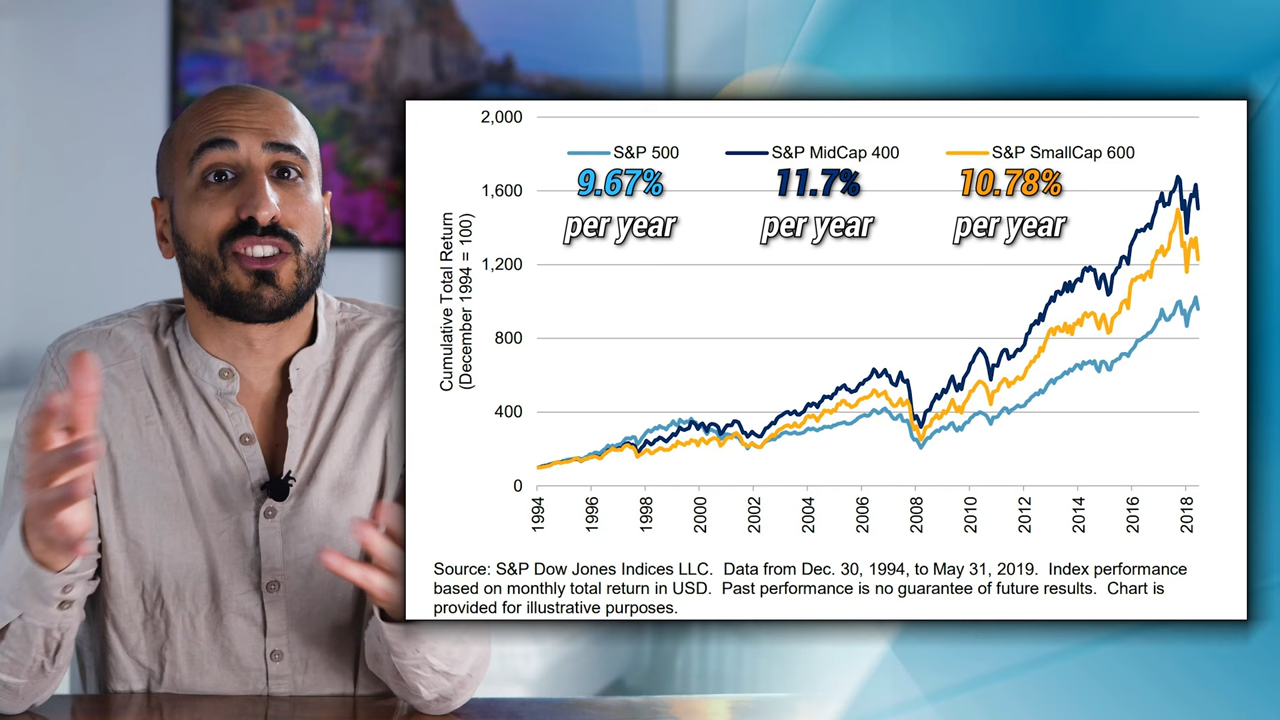 2,000
1,600
1,200
800
400
0
Cumulative Total Return
(December 1994 = 100)
S&P 500
S&P MidCap 400
S&P SmallCap 600
9.67%
11.7%
10.78%
per year
per year
per year
1994
1996
1998
2000
2002
2004
2006
2008
2010
2012
2014
2016
2018
Source: S&P Dow Jones Indices LLC. Data from Dec. 30, 1994, to May 31, 2019. Index performance
based on monthly total return in USD. Past performance is no guarantee of future results. Chart is
provided for illustrative purposes.